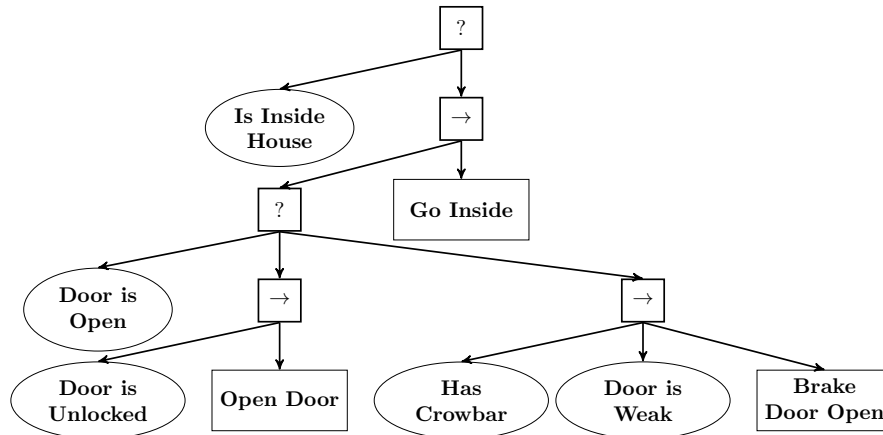 ?
Is Inside
House
→
?
Go Inside
Door is
Open
→
→
Door is
Unlocked
Open Door
Has
Crowbar
Door is
Weak
Brake
Door Open